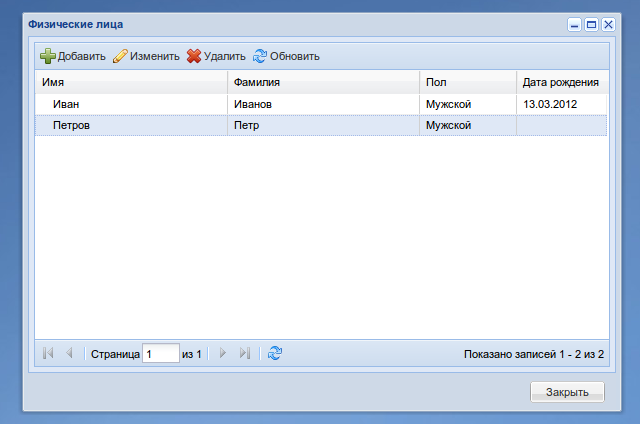 Физические лица
Добавить Изменить Удалить Обновить
Имя Фамилия Пол Дата рождения
Иван Иванов Мужской 13.03.2012
Петров Петр Мужской
Страница 1 из 1 Показано записей 1 - 2 из 2
Закрыть